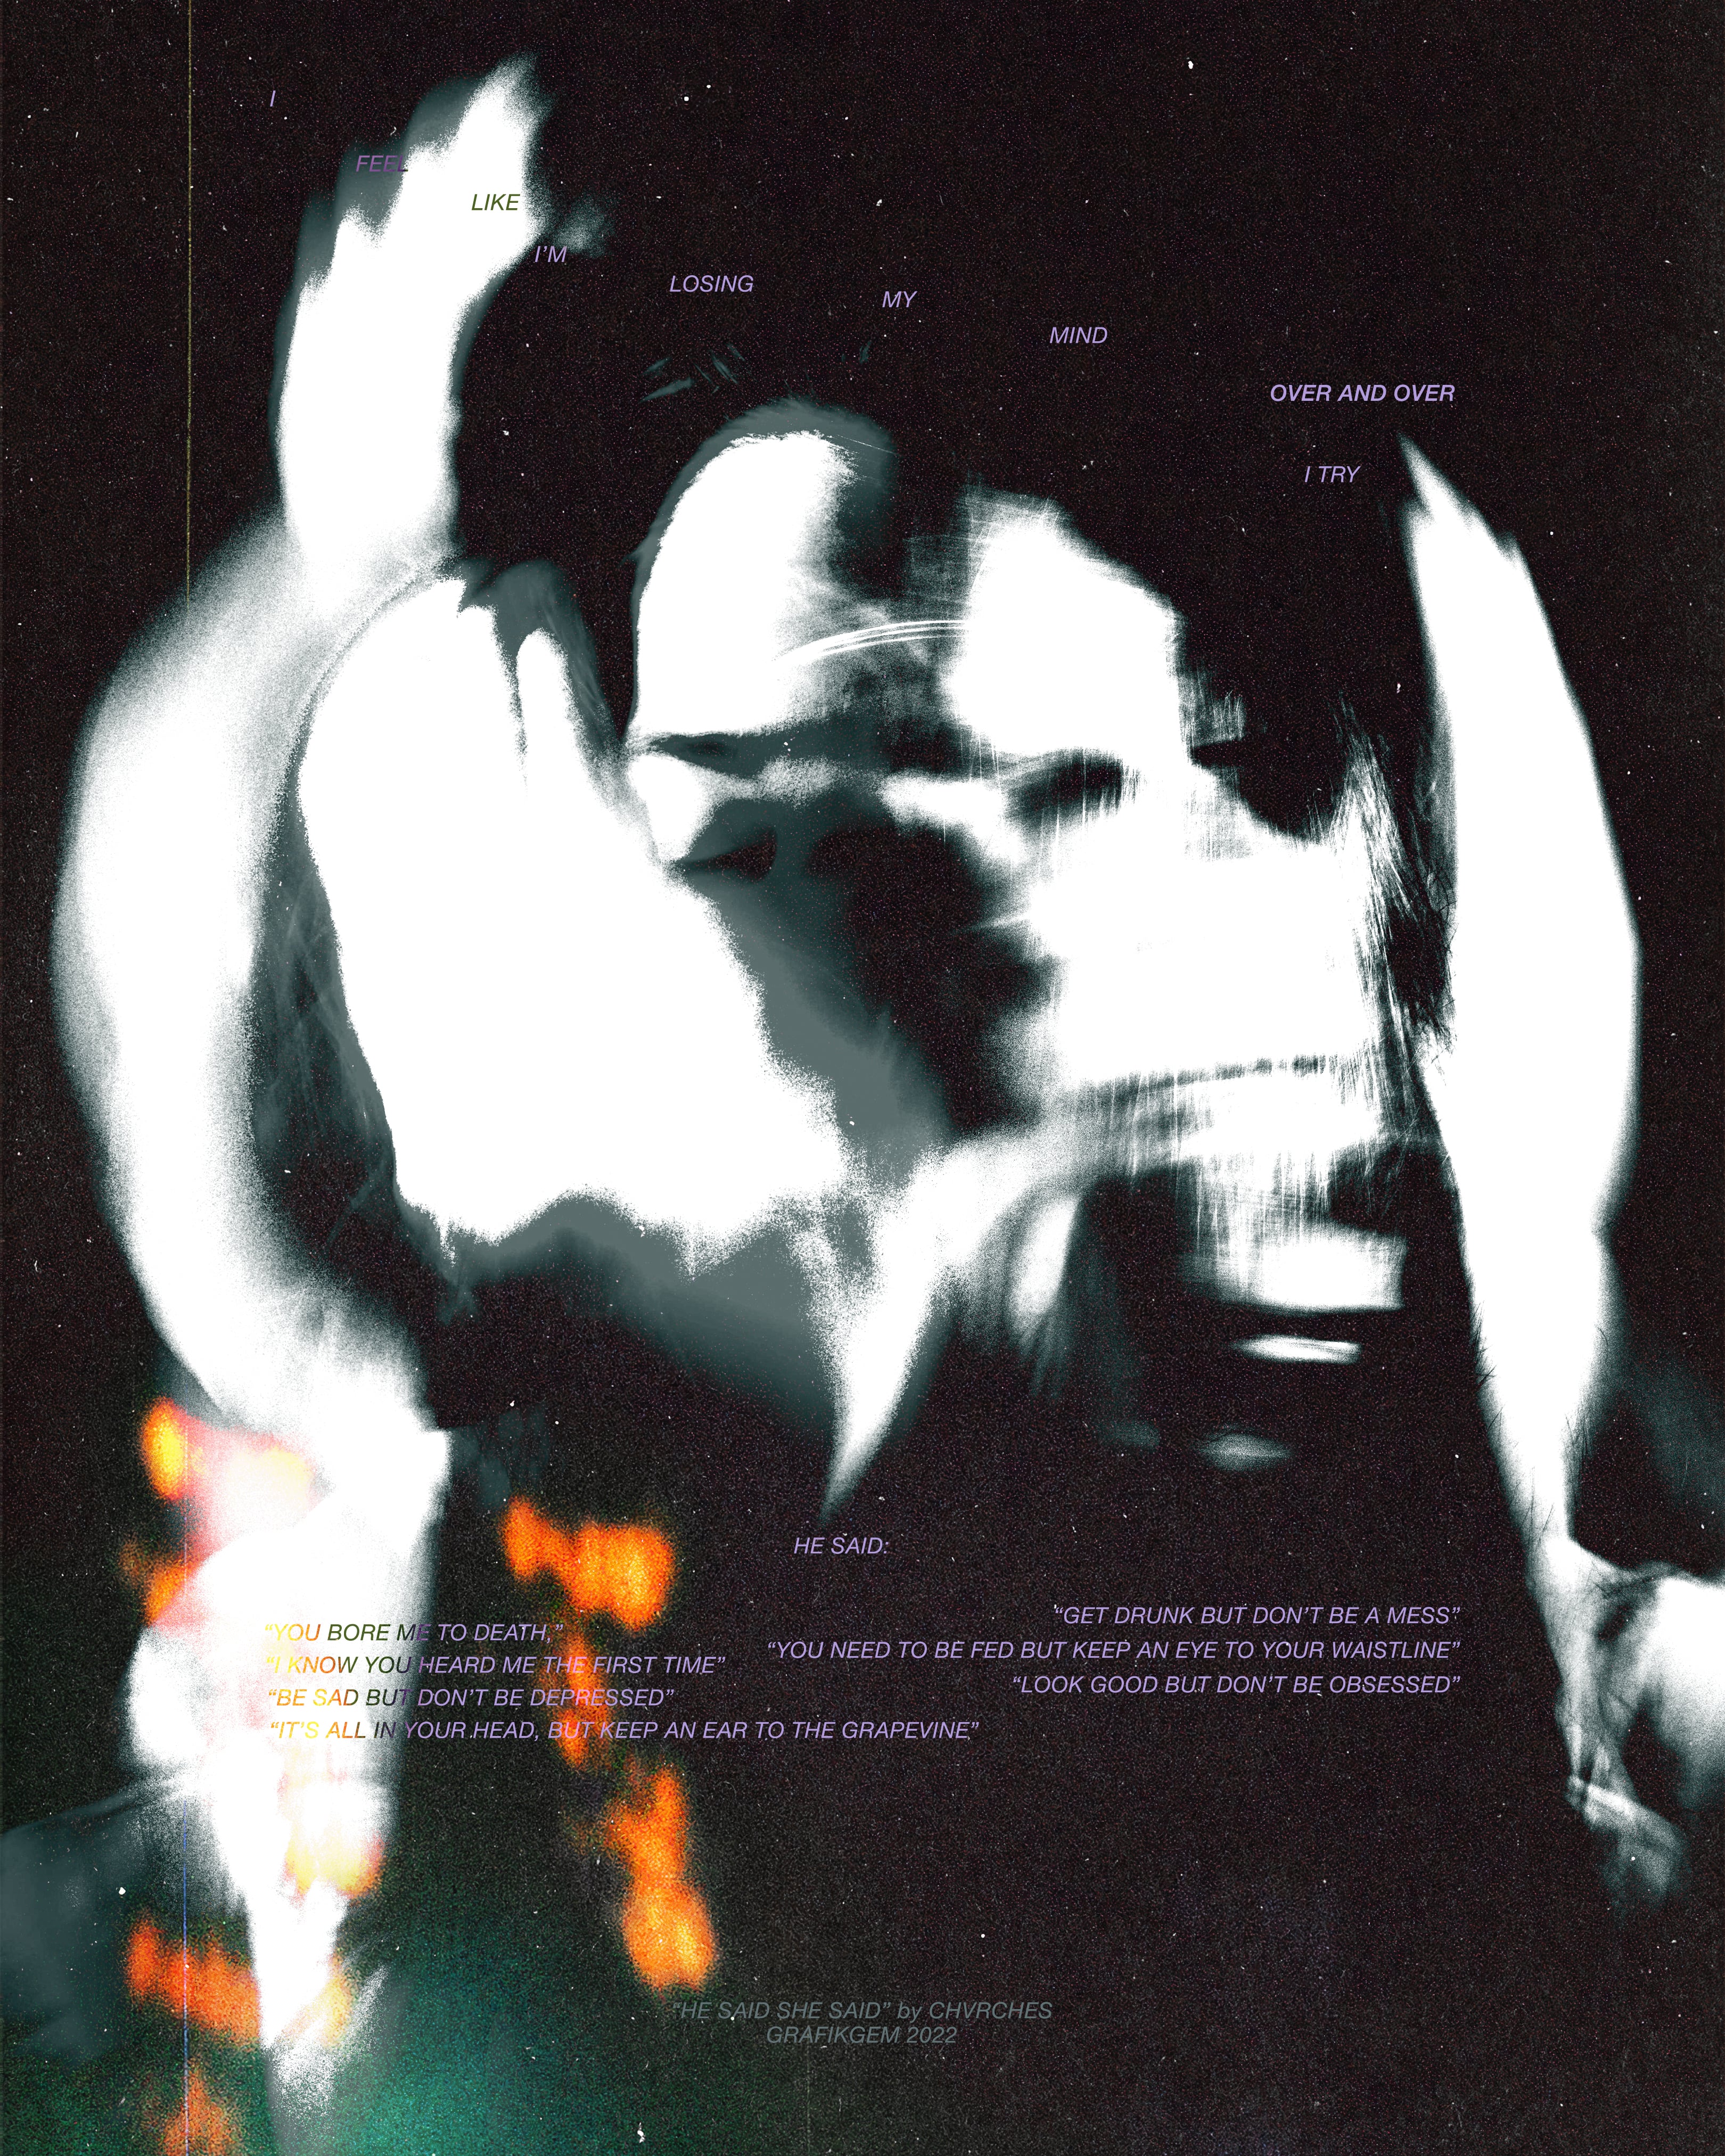 I
FEEL
LIKE
I'M
LOSING
MY
MIND
OVER AND OVER
I TRY
HE SAID:
"GET DRUNK BUT DON'T BE A MESS"
"YOU NEED TO BE FED BUT KEEP AN EYE TO YOUR WAISTLINE"
"LOOK GOOD BUT DON'T BE OBSESSED"
"YOU BORE ME TO DEATH,"
"I KNOW YOU HEARD ME THE FIRST TIME"
"BE SAD BUT DON'T BE DEPRESSED"
"IT'S ALL IN YOUR HEAD, BUT KEEP AN EAR TO THE GRAPEVINE"
"HE SAID SHE SAID" by CHVRCHES
GRAFIKGEM 2022